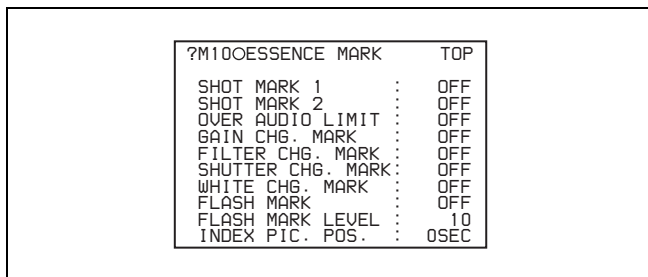 ?M10○ESSENCE MARK TOP
SHOT MARK 1 : OFF
SHOT MARK 2 : OFF
OVER AUDIO LIMIT : OFF
GAIN CHG. MARK : OFF
FILTER CHG. MARK : OFF
SHUTTER CHG. MARK: OFF
WHITE CHG. MARK : OFF
FLASH MARK : OFF
FLASH MARK LEVEL : 10
INDEX PIC. POS. : 0SEC